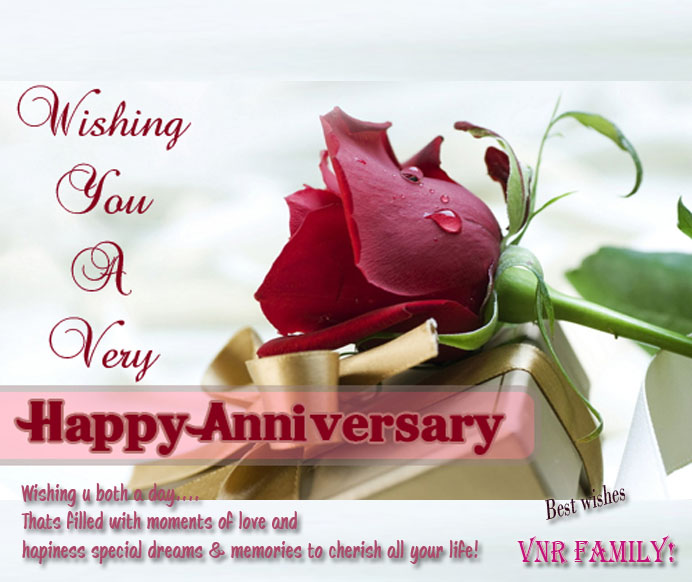 Wishing
You
A
Very
Happy Anniversary
Wishing u both a day....
Thats filled with moments of love and
hapiness special dreams & memories to cherish all your life!
Best wishes
VNR FAMILY!